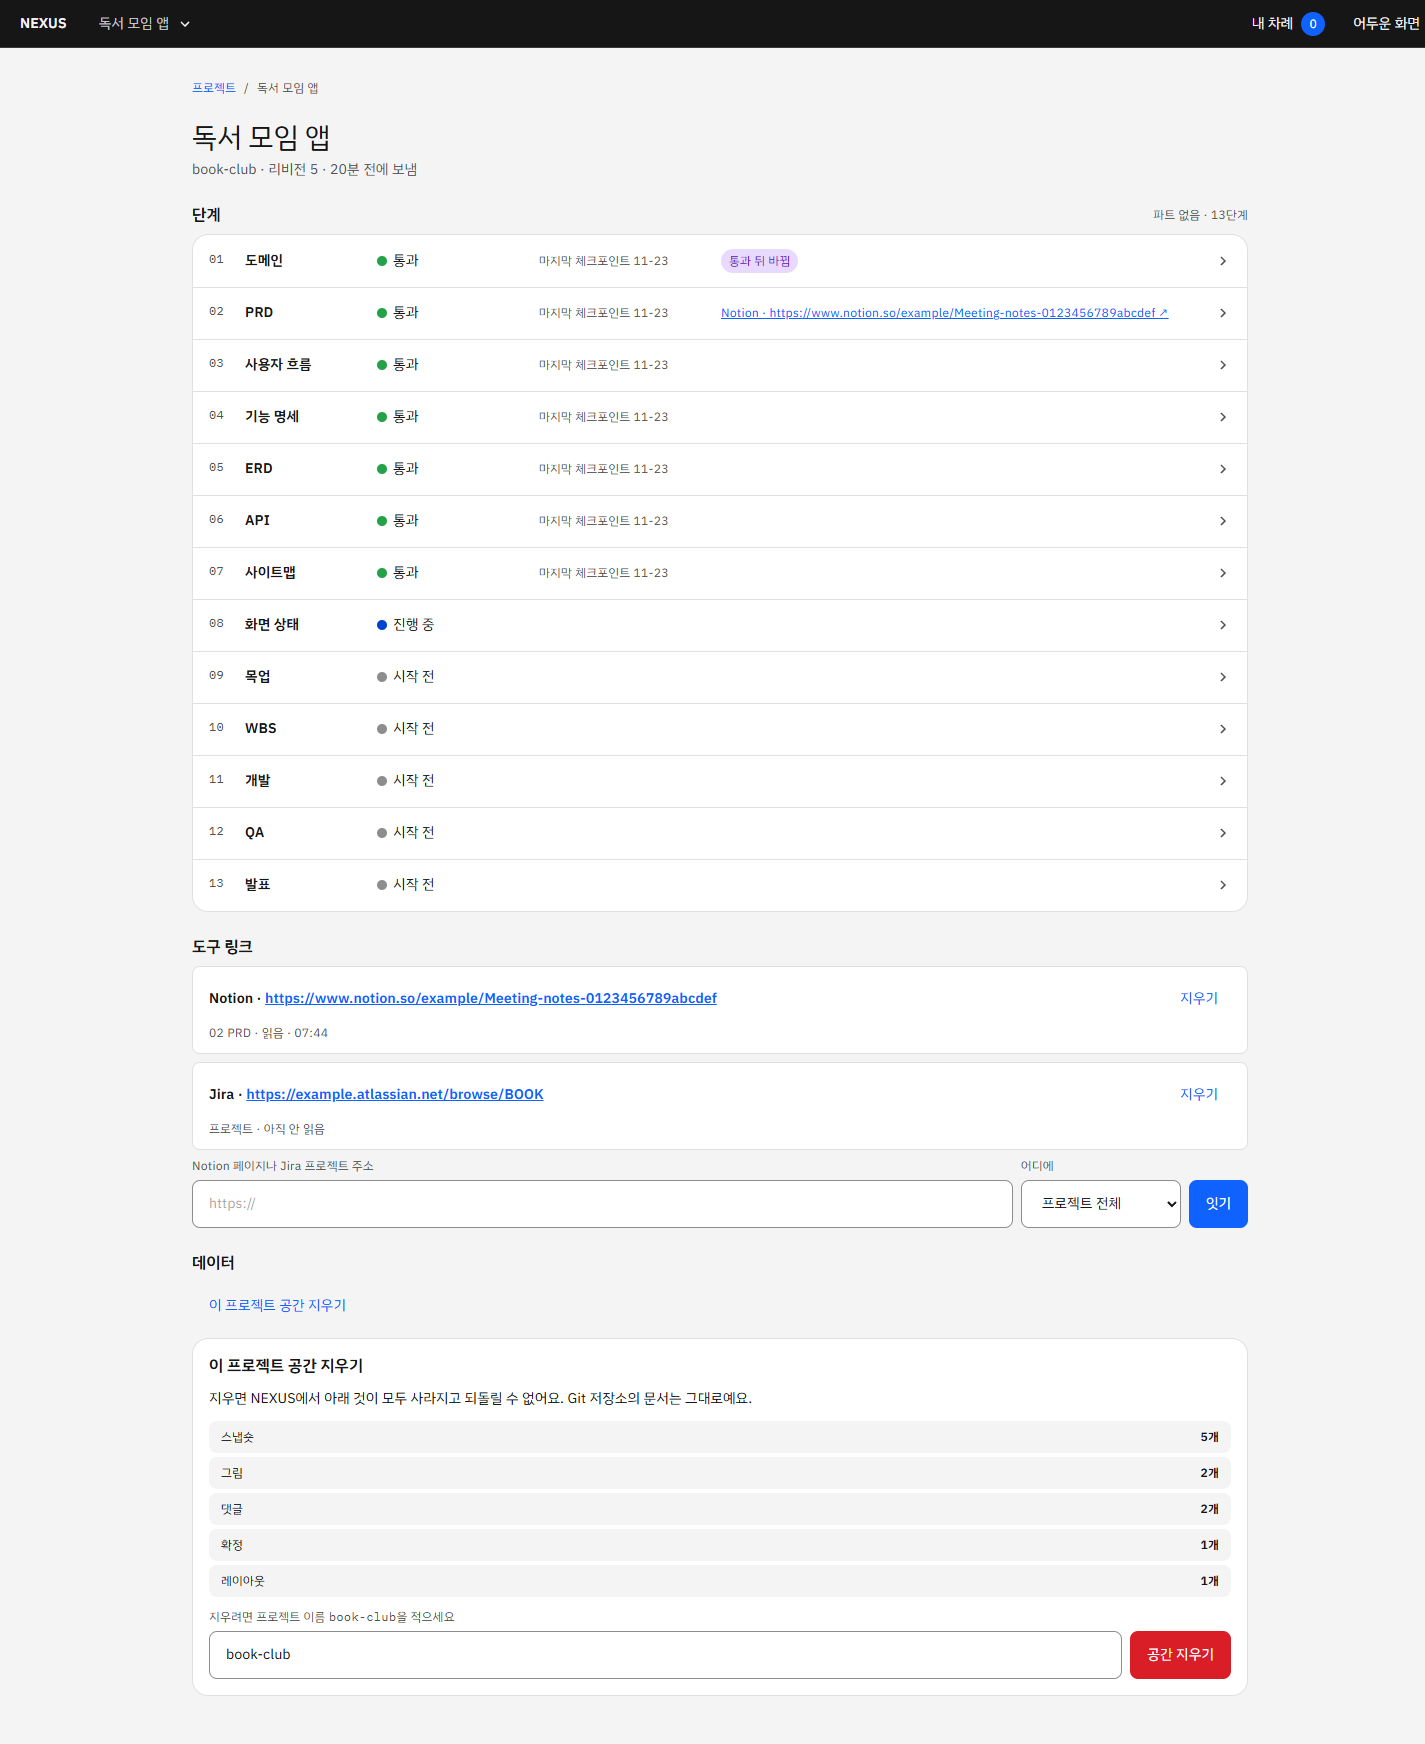 NEXUS 독서 모임 앱 내 차례 0 어두운 화면
프로젝트 / 독서 모임 앱
독서 모임 앱
book-club · 리비전 5 · 20분 전에 보냄
단계 파트 없음 · 13단계
01 도메인 통과 마지막 체크포인트 11-23 통과 뒤 바뀜
02 PRD 통과 마지막 체크포인트 11-23 Notion · https://www.notion.so/example/Meeting-notes-0123456789abcdef ↗
03 사용자 흐름 통과 마지막 체크포인트 11-23
04 기능 명세 통과 마지막 체크포인트 11-23
05 ERD 통과 마지막 체크포인트 11-23
06 API 통과 마지막 체크포인트 11-23
07 사이트맵 통과 마지막 체크포인트 11-23
08 화면 상태 진행 중
09 목업 시작 전
10 WBS 시작 전
11 개발 시작 전
12 QA 시작 전
13 발표 시작 전
도구 링크
Notion · https://www.notion.so/example/Meeting-notes-0123456789abcdef 지우기
02 PRD · 읽음 · 07:44
Jira · https://example.atlassian.net/browse/BOOK 지우기
프로젝트 · 아직 안 읽음
Notion 페이지나 Jira 프로젝트 주소 어디에
https:// 프로젝트 전체 잇기
데이터
이 프로젝트 공간 지우기
이 프로젝트 공간 지우기
지우면 NEXUS에서 아래 것이 모두 사라지고 되돌릴 수 없어요. Git 저장소의 문서는 그대로예요.
스냅숏 5개
그림 2개
댓글 2개
확정 1개
레이아웃 1개
지우려면 프로젝트 이름 book-club을 적으세요
book-club 공간 지우기